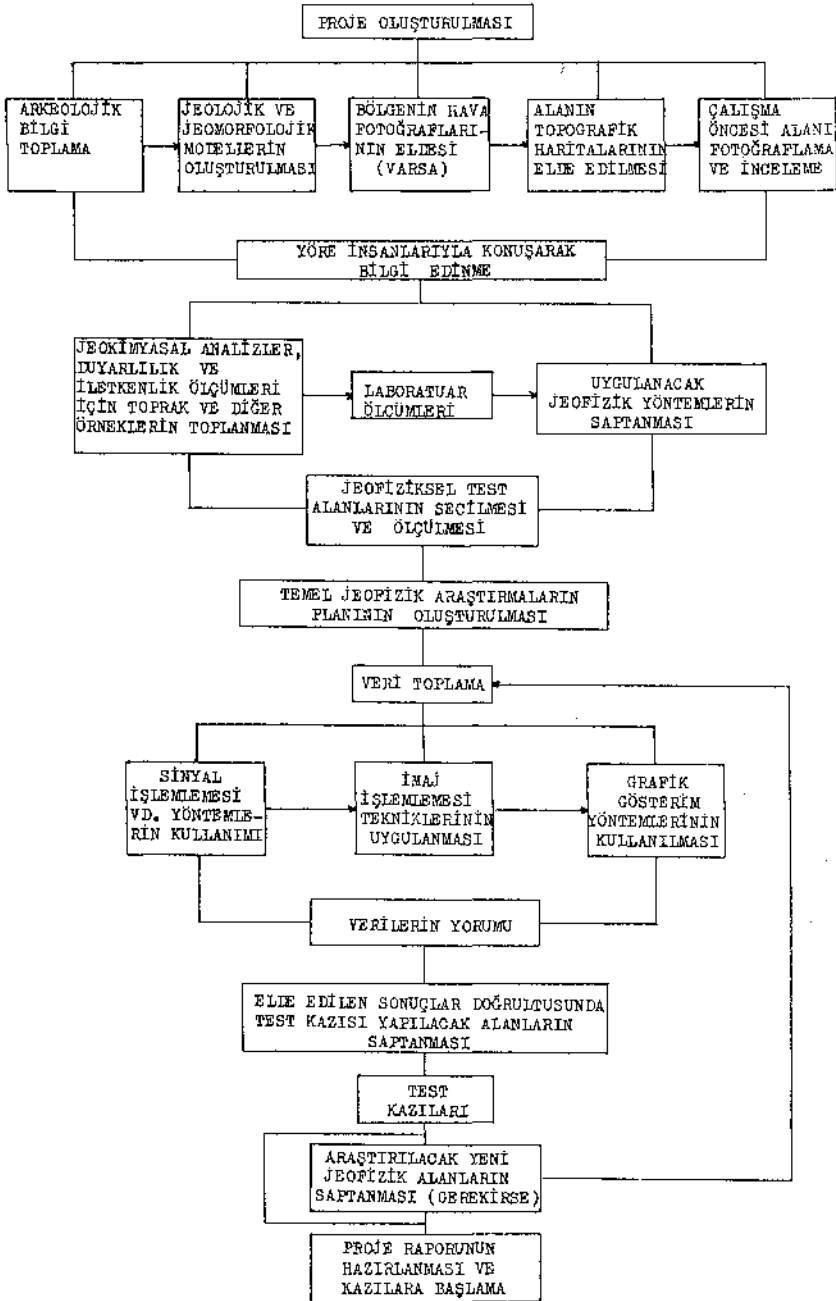 PROJE OLUŞTURULMASI
ARKEOLOJİK
BİLGİ
TOPLAMA
JEOLOJİK VE
JEOMORFOLOJİK
MODELLERİN
OLUŞTURULMASI
BÖLGENİN HAVA
FOTOĞRAFLARI-
NIN ELDESİ
(VARSA)
ALANIN
TOPOGRAFİK
HARİTALARININ
ELDE EDİLMESİ
ÇALIŞMA
ÖNCESİ ALANI
FOTOĞRAFLAMA
VE İNCELEME
YÖRE İNSANLARIYLA KONUŞARAK
BİLGİ EDİNME
JEOKİMYASAL ANALİZLER,
DUYARLILIK VE
İLETKENLİK ÖLÇÜMLERİ
İÇİN TOPRAK VE DİĞER
ÖRNEKLERİN TOPLANMASI
LABORATUAR
ÖLÇÜMLERİ
UYGULANACAK
JEOFİZİK YÖNTEMLERİN
SAPTANMASI
JEOFİZİKSEL TEST
ALANLARININ SEÇİLMESİ
VE ÖLÇÜLMESİ
TEMEL JEOFİZİK ARAŞTIRMALARIN
PLANININ OLUŞTURULMASI
VERİ TOPLAMA
SİNYAL
İŞLEMLEMESİ
VD. YÖNTEMLE-
RİN KULLANIMI
İMAJ
İŞLEMLEMESİ
TEKNİKLERİNİN
UYGULANMASI
GRAFİK
GÖSTERİM
YÖNTEMLERİNİN
KULLANILMASI
VERİLERİN YORUMU
ELDE EDİLEN SONUÇLAR DOĞRULTUSUNDA
TEST KAZISI YAPILACAK ALANLARIN
SAPTANMASI
TEST
KAZILARI
ARAŞTIRILACAK YENİ
JEOFİZİK ALANLARIN
SAPTANMASI (GEREKİRSE)
PROJE RAPORUNUN
HAZIRLANMASI VE
KAZILARA BAŞLAMA